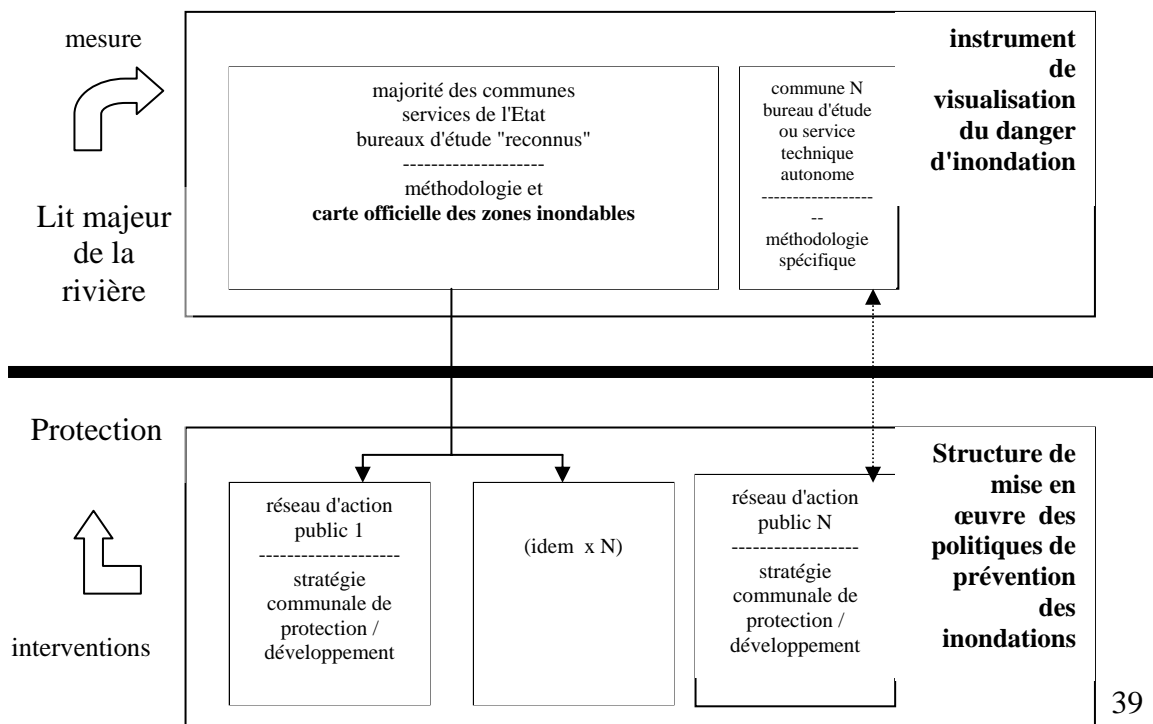 mesure
Lit majeur
de la
rivière
majorité des communes
services de l'Etat
bureaux d'étude "reconnus"
--------------------
méthodologie et
carte officielle des zones inondables
commune N
bureau d'étude
ou service
technique
autonome
------------------
--
méthodologie
spécifique
instrument
de
visualisation
du danger
d'inondation
Protection
interventions
réseau d'action
public 1
--------------------
stratégie
communale de
protection /
développement
(idem x N)
réseau d'action
public N
------------------
stratégie
communale de
protection /
développement
Structure de
mise en
œuvre des
politiques de
prévention
des
inondations
39